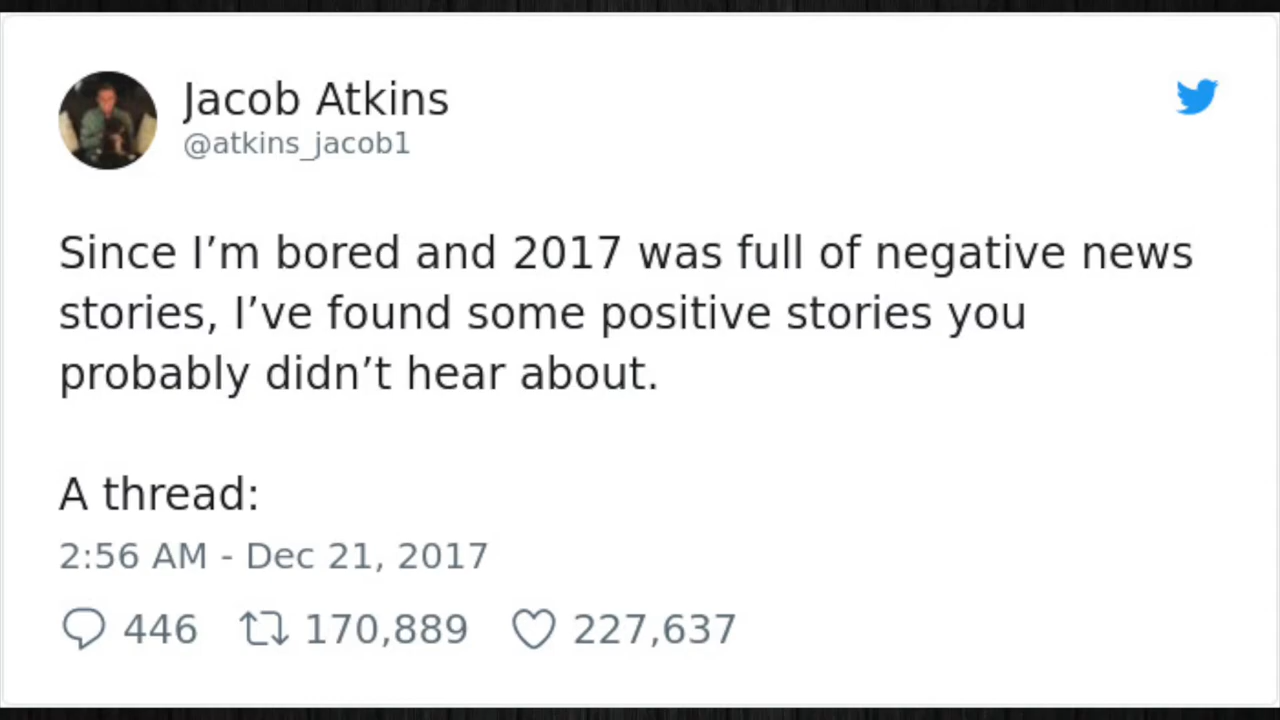 Jacob Atkins
@atkins_jacob1
Since I’m bored and 2017 was full of negative news
stories, I’ve found some positive stories you
probably didn’t hear about.
A thread:
2:56 AM - Dec 21, 2017
446 170,889 227,637